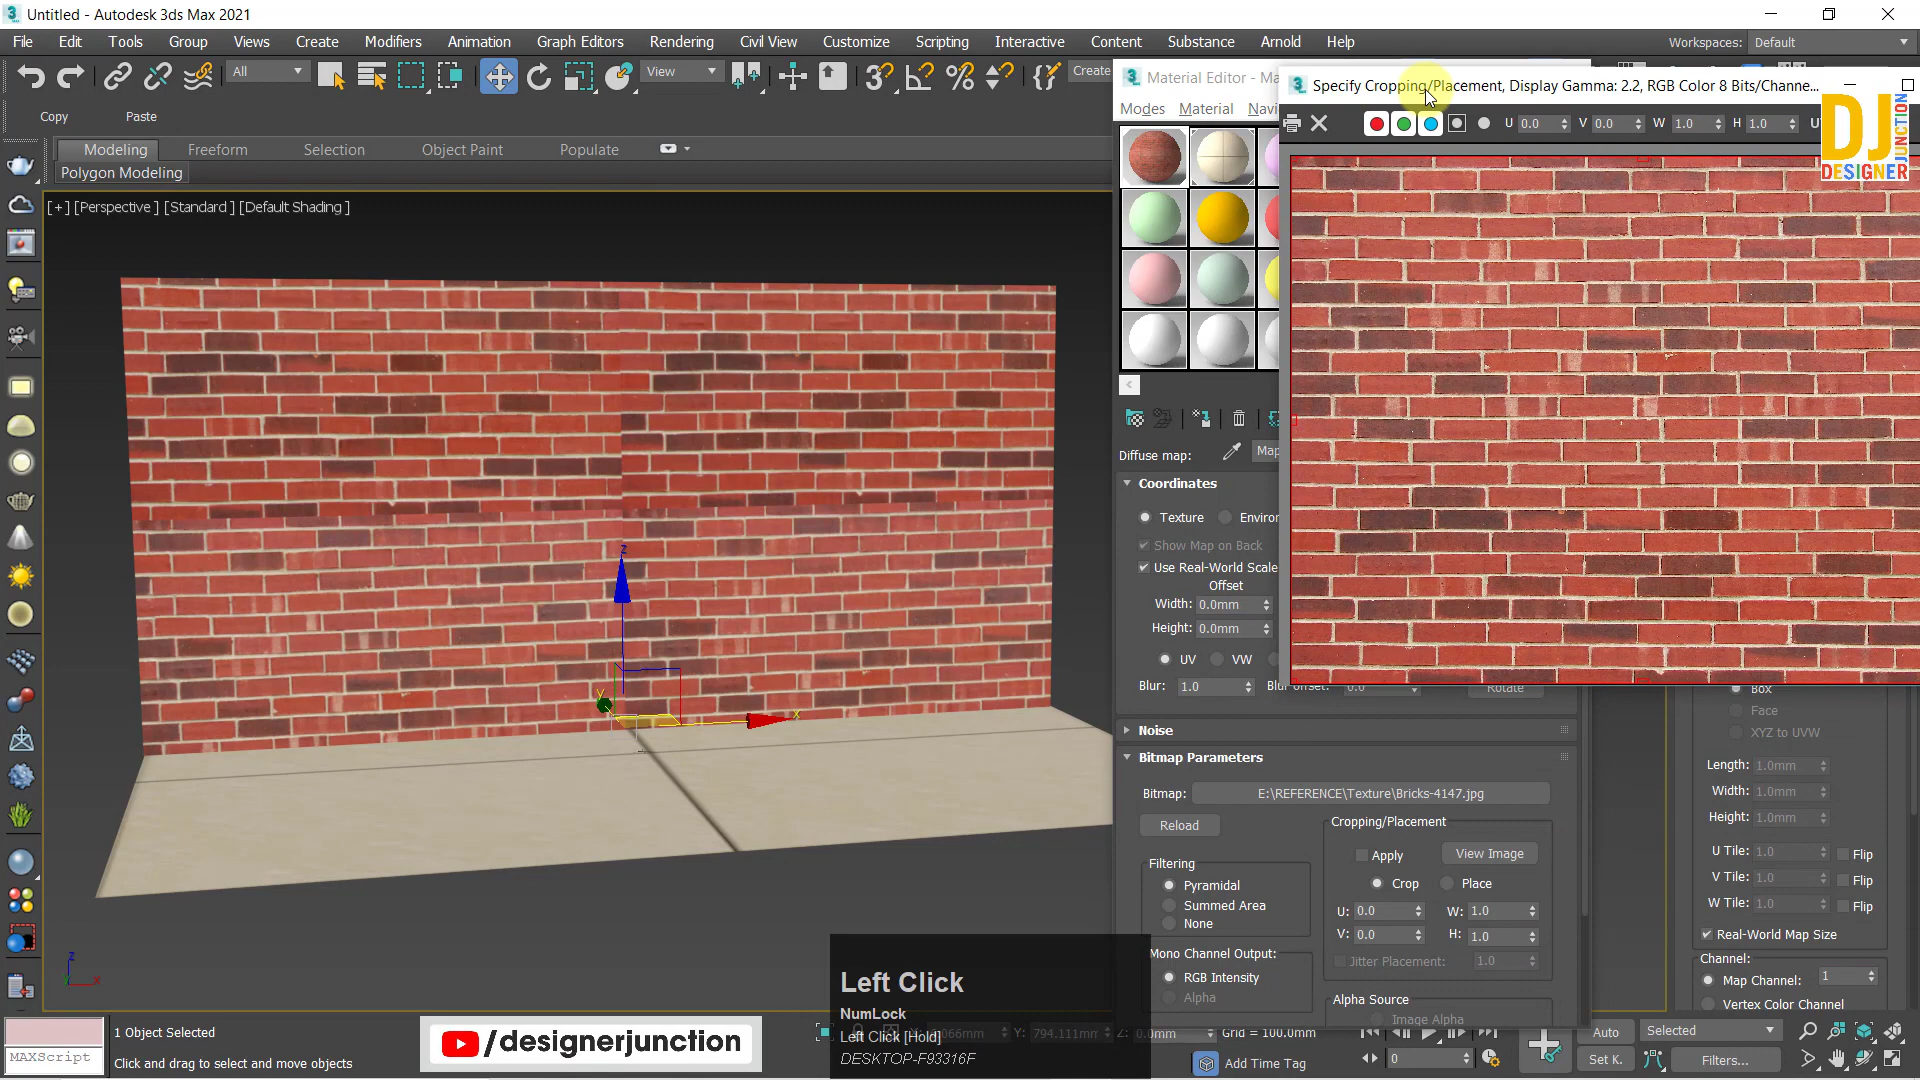 Untitled - Autodesk 3ds Max 2021
File Edit Tools Group Views Create Modifiers Animation Graph Editors Rendering Civil View Customize Scripting Interactive Content Substance Arnold Help
Workspaces: Default
All
View
Create
Copy Paste
Modeling Freeform Selection Object Paint Populate
Polygon Modeling
[+] [Perspective ] [Standard ] [Default Shading ]
Material Editor - Ma
Modes Material Navi
Specify Cropping/Placement, Display Gamma: 2.2, RGB Color 8 Bits/Channe...
U 0.0 V 0.0 W 1.0 H 1.0
DJ
JUNCTION
DESIGNER
Diffuse map: Map
Coordinates
Texture Enviror
Show Map on Back
Use Real-World Scale
Offset
Width: 0.0mm
Height: 0.0mm
UV VW
Blur: 1.0 Blur offset: 0.0 Rotate
Noise
Bitmap Parameters
Bitmap: E:\REFERENCE\Texture\Bricks-4147.jpg
Reload
Cropping/Placement
Apply View Image
Crop Place
U: 0.0 W: 1.0
V: 0.0 H: 1.0
Jitter Placement: 1.0
Filtering
Pyramidal
Summed Area
None
Mono Channel Output:
RGB Intensity
Alpha
Alpha Source
Image Alpha
Box
Face
XYZ to UVW
Length: 1.0mm
Width: 1.0mm
Height: 1.0mm
U Tile: 1.0 Flip
V Tile: 1.0 Flip
W Tile: 1.0 Flip
Real-World Map Size
Channel:
Map Channel: 1
Vertex Color Channel
z
y
x
z
x
Left Click
NumLock
Left Click [Hold]
DESKTOP-F93316F
/designerjunction
MAXScript
1 Object Selected
Click and drag to select and move objects
Y: 794.111mm Z: 0.0mm Grid = 100.0mm
Add Time Tag
0
Auto Selected
Set K. Filters...